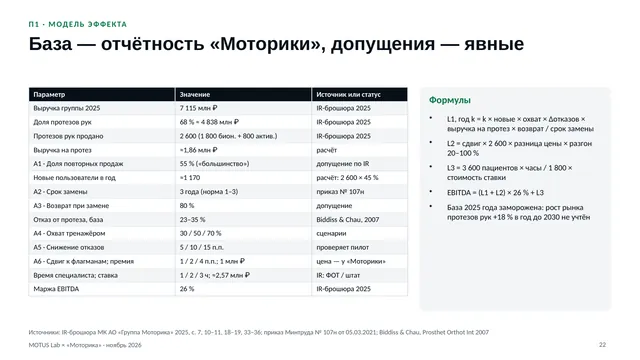 П1 · МОДЕЛЬ ЭФФЕКТА
База — отчётность «Моторики», допущения — явные
Параметр Значение Источник или статус
Выручка группы 2025 7 115 млн ₽ IR-брошюра 2025
Доля протезов рук 68 % = 4 838 млн ₽ IR-брошюра 2025
Протезов рук продано 2 600 (1 800 бион. + 800 актив.) IR-брошюра 2025
Выручка на протез ≈1,86 млн ₽ расчёт
A1 - Доля повторных продаж 55 % («большинство») допущение по IR
Новые пользователи в год ≈1 170 расчёт: 2 600 × 45 %
A2 - Срок замены 3 года (норма 1–3) приказ № 107н
A3 - Возврат при замене 80 % допущение
Отказ от протеза, база 23–35 % Biddiss & Chau, 2007
A4 - Охват тренажёром 30 / 50 / 70 % сценарии
A5 - Снижение отказов 5 / 10 / 15 п.п. проверяет пилот
A6 - Сдвиг к флагманам; премия 1 / 2 / 4 п.п.; 1 млн ₽ цена — у «Моторики»
Время специалиста; ставка 1 / 2 / 3 ч; ≈2,57 млн ₽ IR: ФОТ / штат
Маржа EBITDA 26 % IR-брошюра 2025
Формулы
• L1, год k = k × новые × охват × Δотказов ×
выручка на протез × возврат / срок замены
• L2 = сдвиг × 2 600 × разница цены × разгон
20–100 %
• L3 = 3 600 пациентов × часы / 1 800 ×
стоимость ставки
• EBITDA = (L1 + L2) × 26 % + L3
• База 2025 года заморожена: рост рынка
протезов рук +18 % в год до 2030 не учтён
Источники: IR-брошюра МК АО «Группа Моторика» 2025, с. 7, 10–11, 18–19, 33–36; приказ Минтруда № 107н от 05.03.2021; Biddiss & Chau, Prosthet Orthot Int 2007
MOTUS Lab × «Моторика» · ноябрь 2026
22